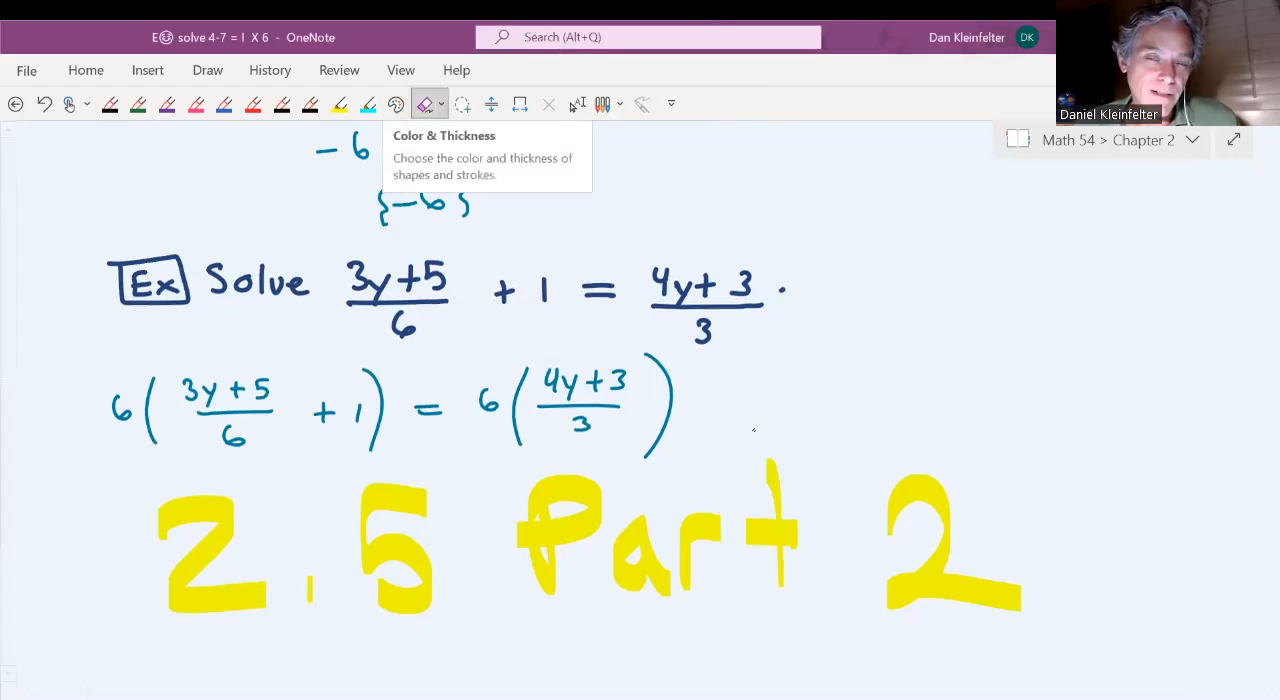 E😊 solve 4-7 = I X 6 - OneNote
Search (Alt+Q)
Dan Kleinfelter DK
File Home Insert Draw History Review View Help
Daniel Kleinfelter
Color & Thickness
Choose the color and thickness of
shapes and strokes.
Math 54 > Chapter 2
- 6
{-6}
Ex Solve (3y+5)/6 + 1 = (4y+3)/3 .
6( (3y+5)/6 + 1 ) = 6( (4y+3)/3 )
2.5 Part 2